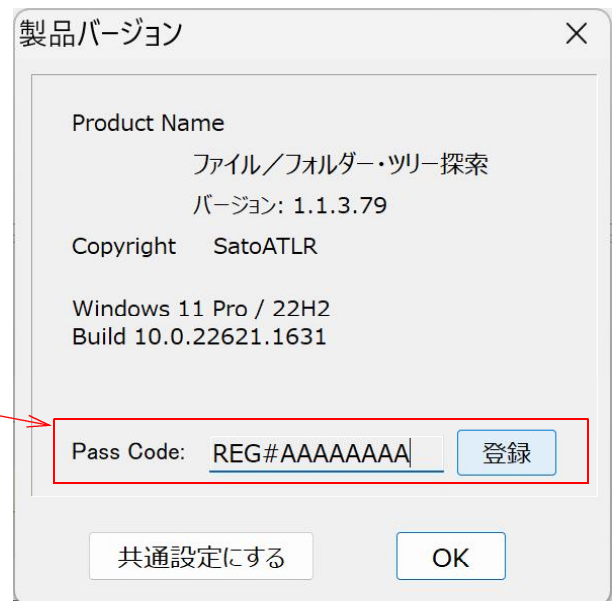 製品バージョン
Product Name
ファイル／フォルダー・ツリー探索
バージョン: 1.1.3.79
Copyright SatoATLR
Windows 11 Pro / 22H2
Build 10.0.22621.1631
Pass Code: REG#AAAAAAAA 登録
共通設定にする OK